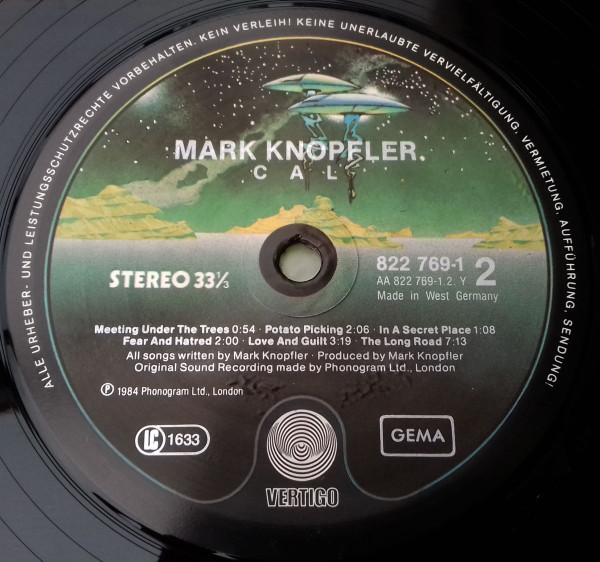 ALLE URHEBER- UND LEISTUNGSSCHUTZRECHTE VORBEHALTEN. KEIN VERLEIH! KEINE UNERLAUBTE VERVIELFÄLTIGUNG, VERMIETUNG, AUFFÜHRUNG, SENDUNG!
MARK KNOPFLER.
CAL
STEREO 33⅓
822 769-1 2
AA 822 769-1.2. Y
Made in West Germany
Meeting Under The Trees 0:54 · Potato Picking 2:06 · In A Secret Place 1:08
Fear And Hatred 2:00 · Love And Guilt 3:19 · The Long Road 7:13
All songs written by Mark Knopfler · Produced by Mark Knopfler
Original Sound Recording made by Phonogram Ltd., London
℗ 1984 Phonogram Ltd., London
LC 1633
GEMA
VERTIGO